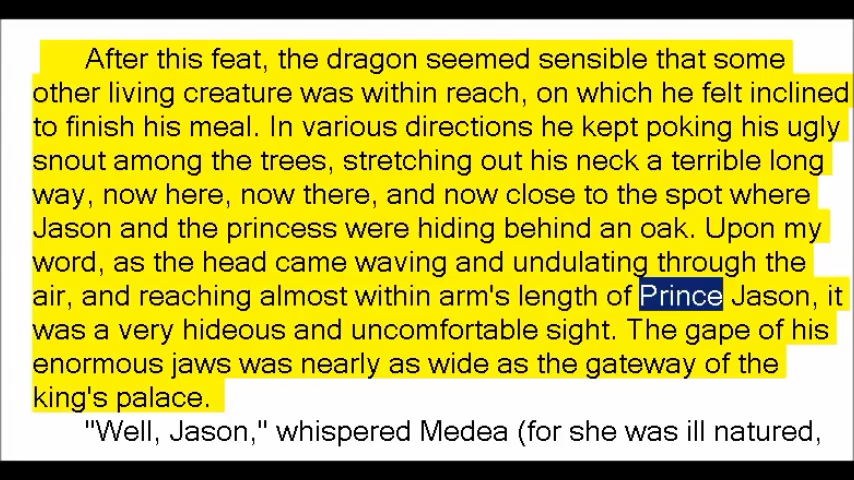 After this feat, the dragon seemed sensible that some
other living creature was within reach, on which he felt inclined
to finish his meal. In various directions he kept poking his ugly
snout among the trees, stretching out his neck a terrible long
way, now here, now there, and now close to the spot where
Jason and the princess were hiding behind an oak. Upon my
word, as the head came waving and undulating through the
air, and reaching almost within arm's length of Prince Jason, it
was a very hideous and uncomfortable sight. The gape of his
enormous jaws was nearly as wide as the gateway of the
king's palace.
"Well, Jason," whispered Medea (for she was ill natured,